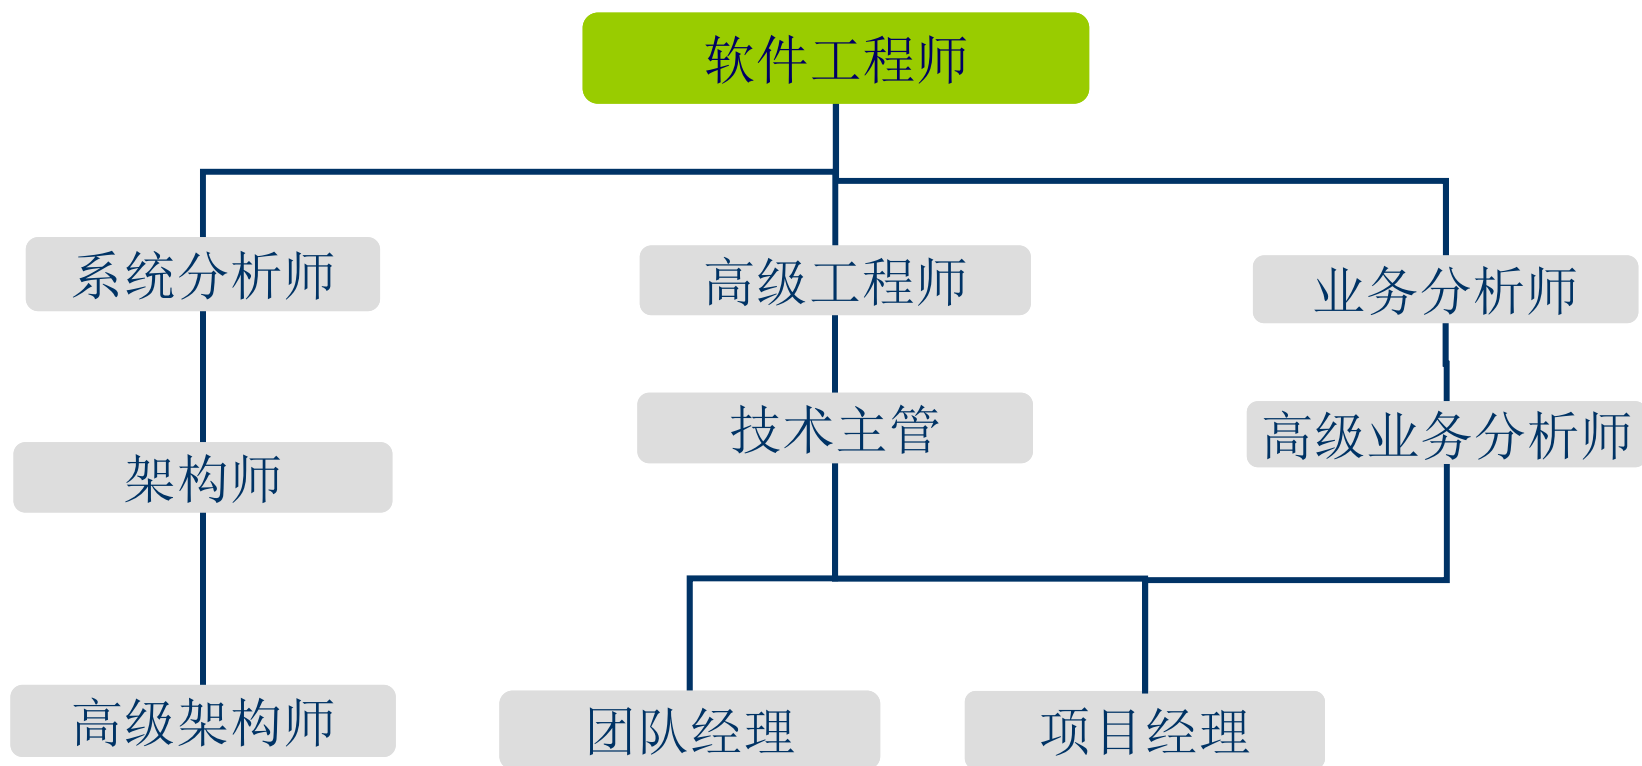 软件工程师
系统分析师
高级工程师
业务分析师
架构师
技术主管
高级业务分析师
高级架构师
团队经理
项目经理